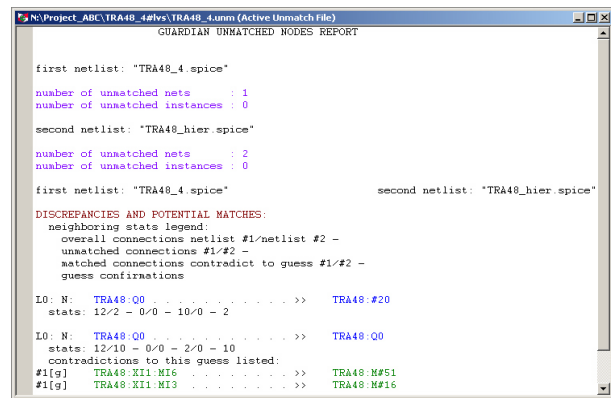 N:\Project_ABC\TRA48_4#lvs\TRA48_4.unm (Active Unmatch File)
GUARDIAN UNMATCHED NODES REPORT
first netlist: "TRA48_4.spice"
number of unmatched nets : 1
number of unmatched instances : 0
second netlist: "TRA48_hier.spice"
number of unmatched nets : 2
number of unmatched instances : 0
first netlist: "TRA48_4.spice" second netlist: "TRA48_hier.spice"
DISCREPANCIES AND POTENTIAL MATCHES:
neighboring stats legend:
overall connections netlist #1/netlist #2 –
unmatched connections #1/#2 –
matched connections contradict to guess #1/#2 –
guess confirmations
L0: N: TRA48:Q0 . . . . . . . . . . . >> TRA48:#20
stats: 12/2 – 0/0 – 10/0 – 2
L0: N: TRA48:Q0 . . . . . . . . . . . >> TRA48:Q0
stats: 12/10 – 0/0 – 2/0 – 10
contradictions to this guess listed:
#1[g] TRA48:XI1:MI6 . . . . . . . . >> TRA48:M#51
#1[g] TRA48:XI1:MI3 . . . . . . . . >> TRA48:M#16